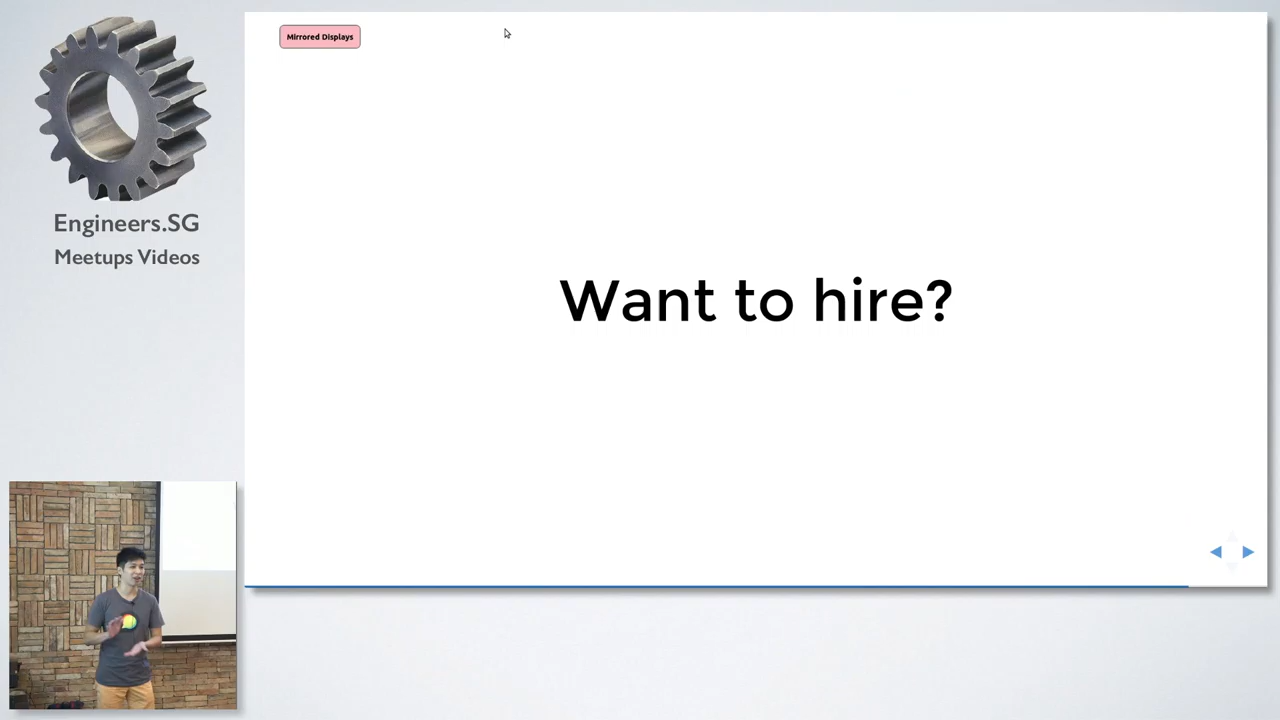 Mirrored Displays
Engineers.SG
Meetups Videos
Want to hire?